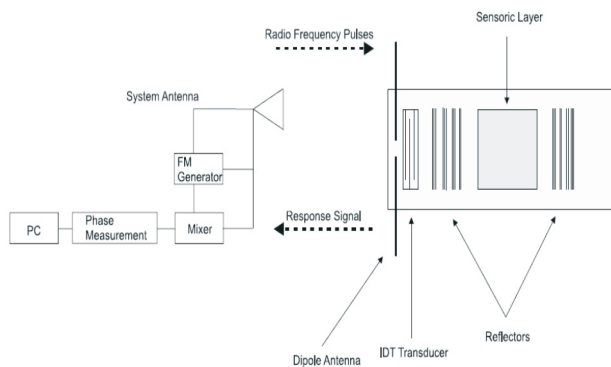 Sensoric Layer
Radio Frequency Pulses
System Antenna
FM
Generator
PC
Phase
Measurement
Mixer
Response Signal
Reflectors
IDT Transducer
Dipole Antenna